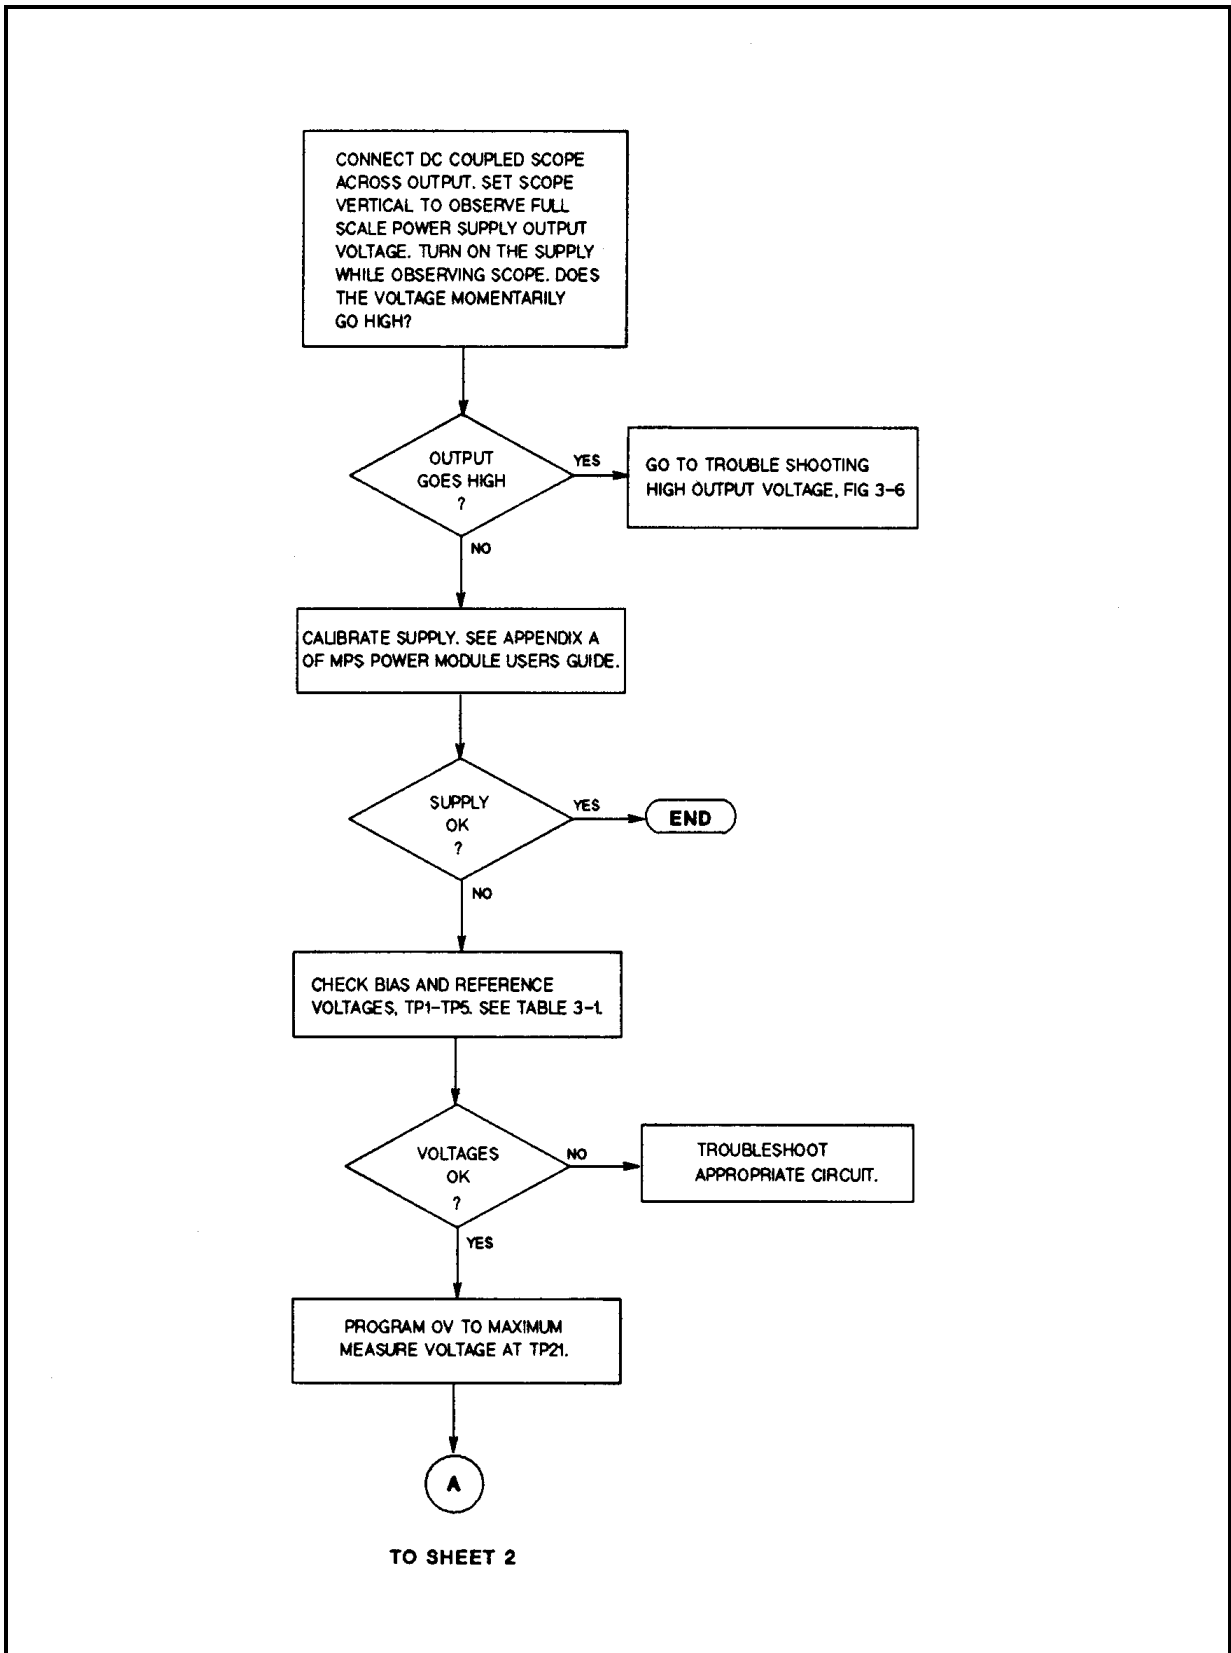 CONNECT DC COUPLED SCOPE
ACROSS OUTPUT. SET SCOPE
VERTICAL TO OBSERVE FULL
SCALE POWER SUPPLY OUTPUT
VOLTAGE. TURN ON THE SUPPLY
WHILE OBSERVING SCOPE. DOES
THE VOLTAGE MOMENTARILY
GO HIGH?
OUTPUT
GOES HIGH
?
YES
GO TO TROUBLE SHOOTING
HIGH OUTPUT VOLTAGE, FIG 3-6
NO
CALIBRATE SUPPLY. SEE APPENDIX A
OF MPS POWER MODULE USERS GUIDE.
SUPPLY
OK
?
YES
END
NO
CHECK BIAS AND REFERENCE
VOLTAGES, TP1-TP5. SEE TABLE 3-1.
VOLTAGES
OK
?
NO
TROUBLESHOOT
APPROPRIATE CIRCUIT.
YES
PROGRAM OV TO MAXIMUM
MEASURE VOLTAGE AT TP21.
A
TO SHEET 2